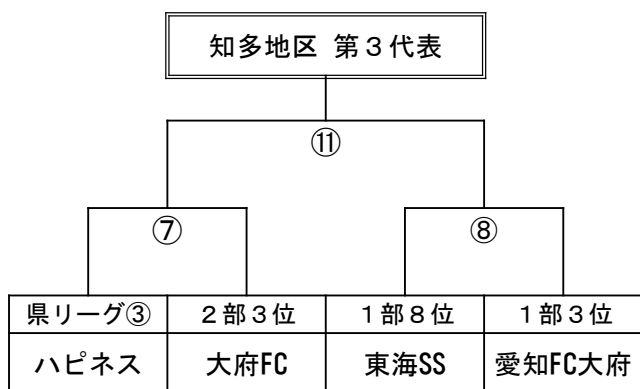 知多地区 第３代表
⑪
⑦ ⑧
県リーグ③ ２部３位 １部８位 １部３位
ハピネス 大府FC 東海SS 愛知FC大府